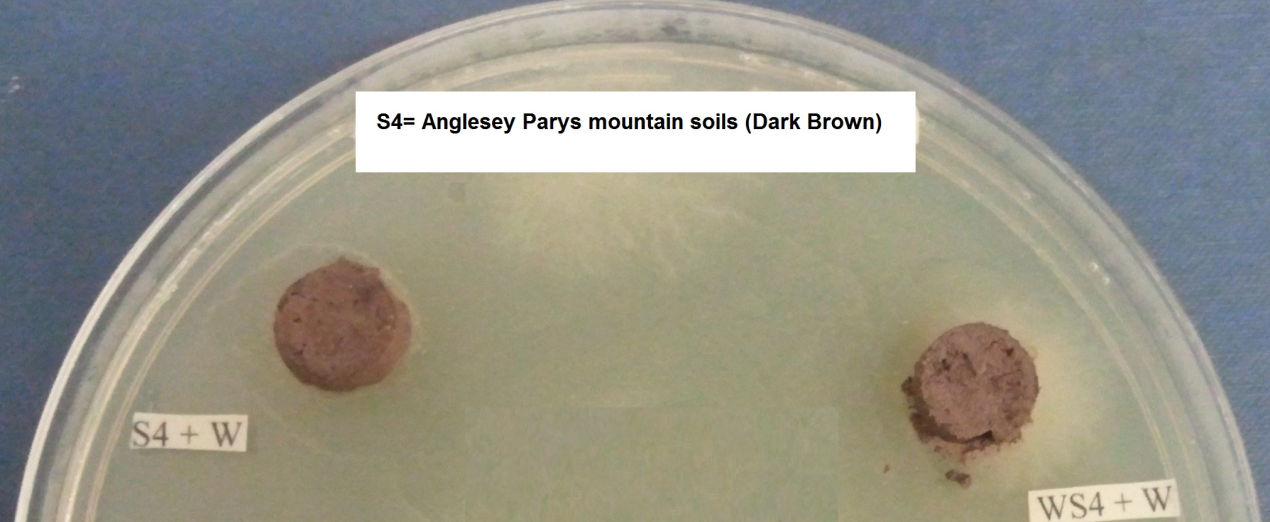 S4= Anglesey Parys mountain soils (Dark Brown)
S4 + W
WS4 + W